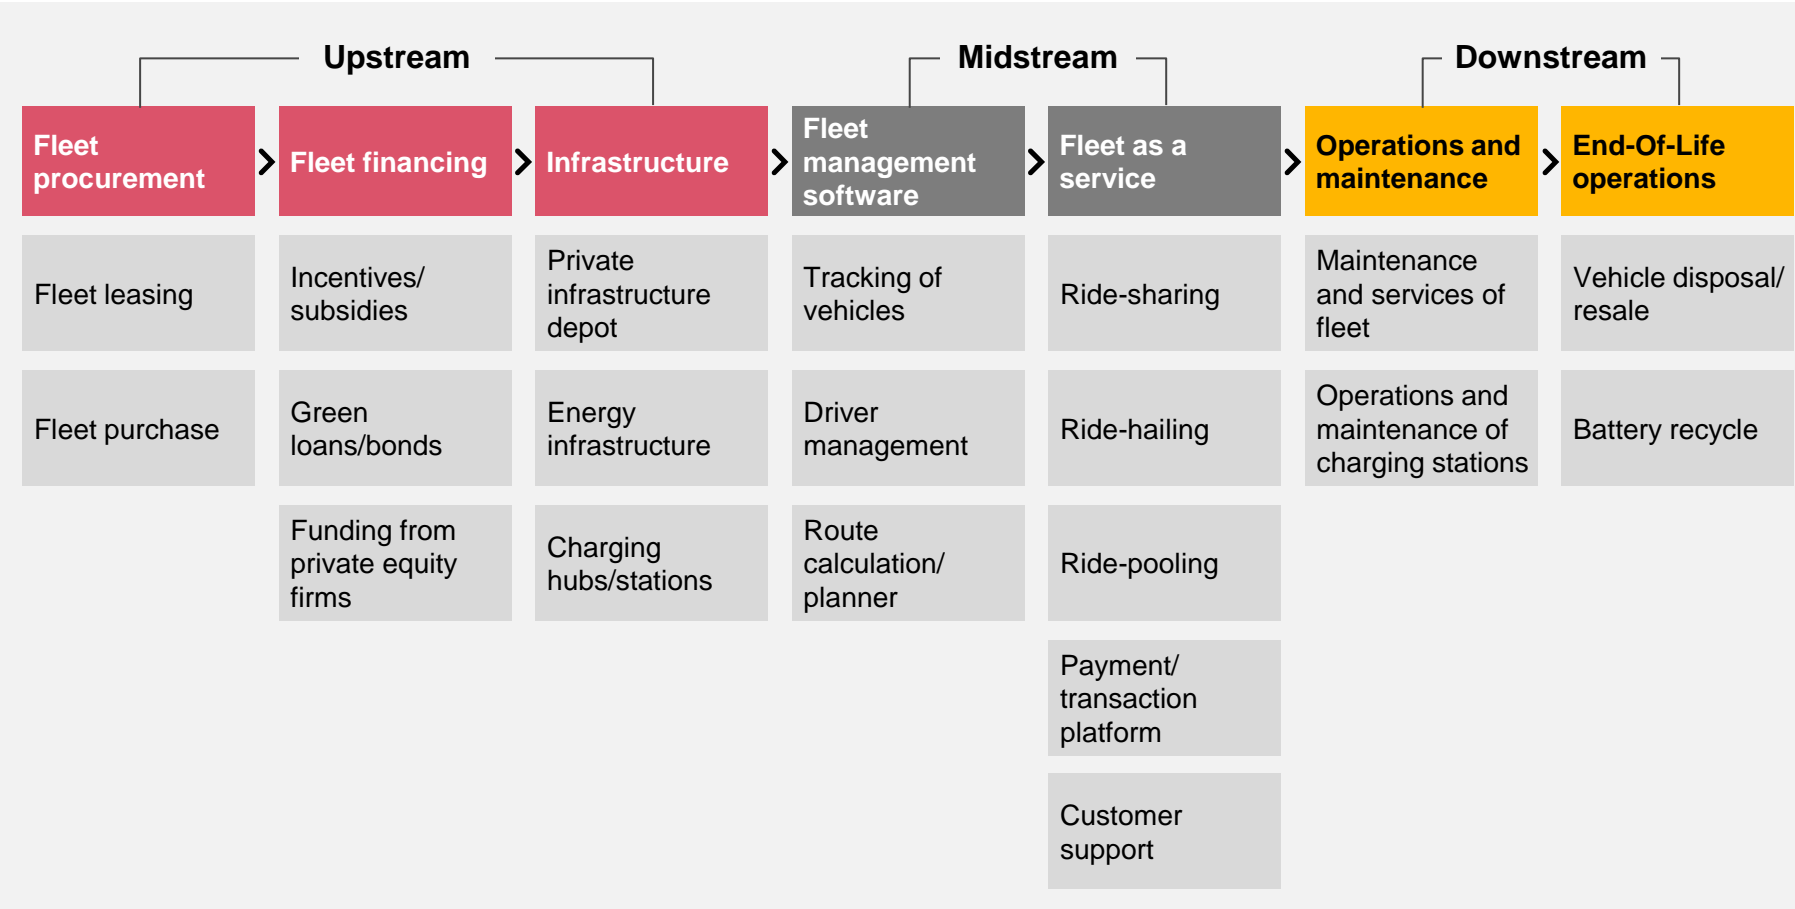 Upstream
Midstream
Downstream
Fleet
procurement
Fleet financing
Infrastructure
Fleet
management
software
Fleet as a
service
Operations and
maintenance
End-Of-Life
operations
Fleet leasing
Incentives/
subsidies
Private
infrastructure
depot
Tracking of
vehicles
Ride-sharing
Maintenance
and services of
fleet
Vehicle disposal/
resale
Fleet purchase
Green
loans/bonds
Energy
infrastructure
Driver
management
Ride-hailing
Operations and
maintenance of
charging stations
Battery recycle
Funding from
private equity
firms
Charging
hubs/stations
Route
calculation/
planner
Ride-pooling
Payment/
transaction
platform
Customer
support